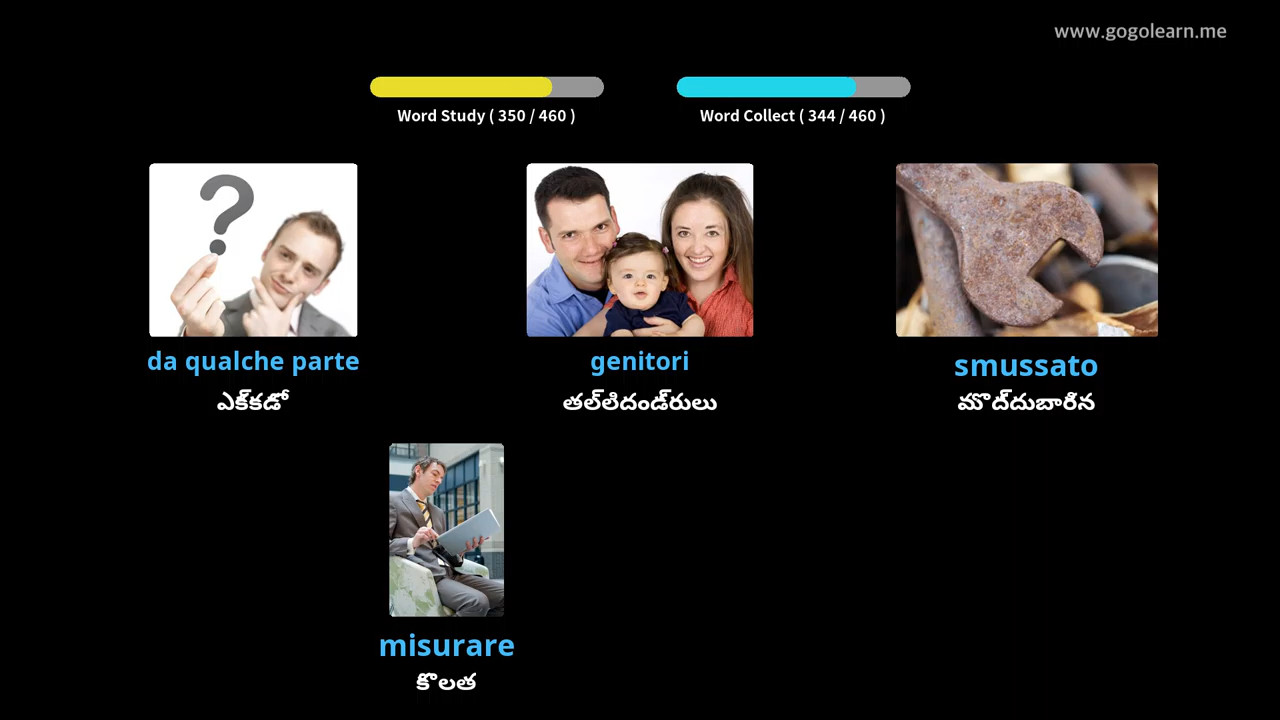 www.gogolearn.me
Word Study ( 350 / 460 )
Word Collect ( 344 / 460 )
da qualche parte
ఎక్కడో
genitori
తల్లిదండ్రులు
smussato
మొద్దుబారిన
misurare
కొలత